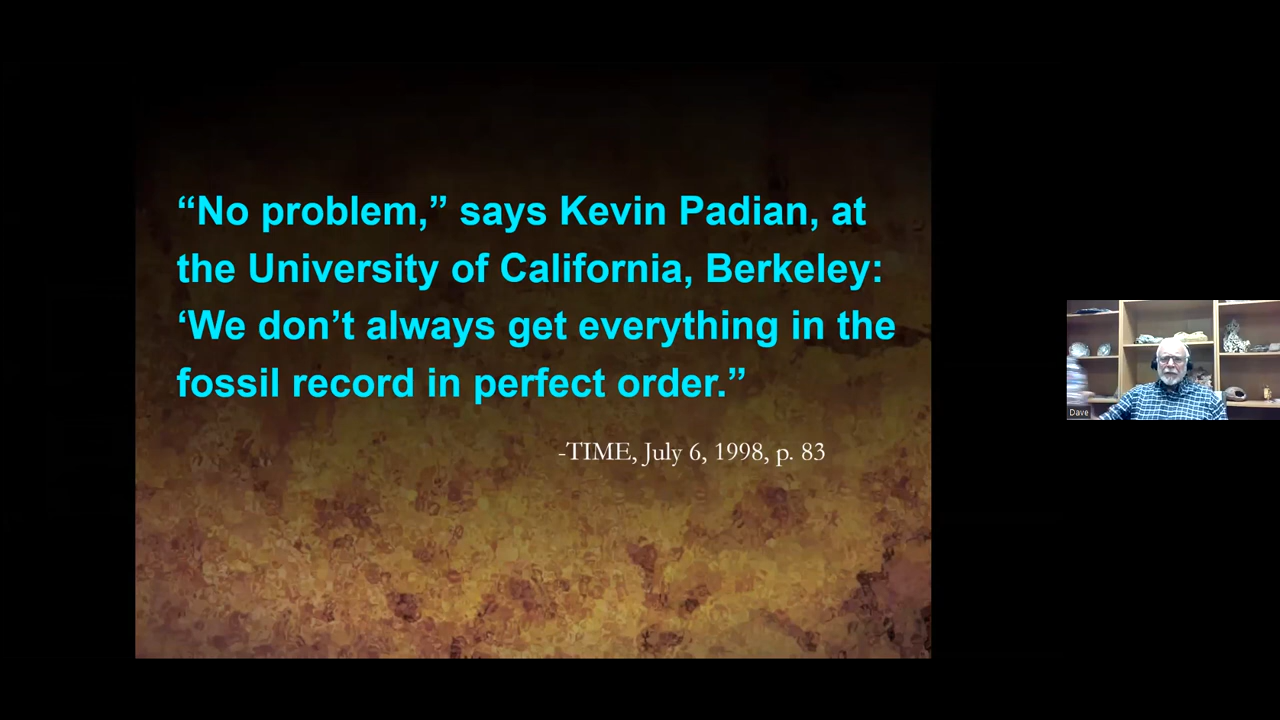 “No problem,” says Kevin Padian, at
the University of California, Berkeley:
‘We don’t always get everything in the
fossil record in perfect order.”
-TIME, July 6, 1998, p. 83
Dave